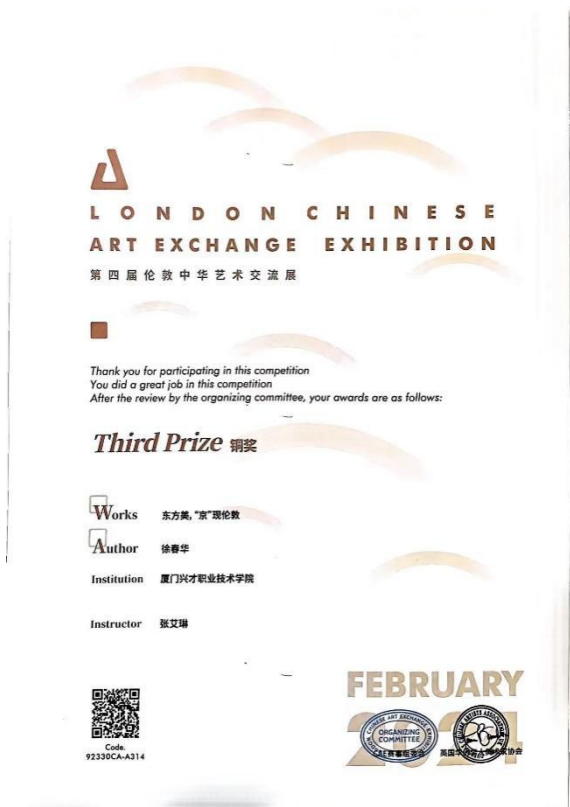 LONDON CHINESE
ART EXCHANGE EXHIBITION
第四届伦敦中华艺术交流展
Thank you for participating in this competition
You did a great job in this competition
After the review by the organizing committee, your awards are as follows:
Third Prize 铜奖
Works 东方美,"京"现伦敦
Author 徐春华
Institution 厦门兴才职业技术学院
Instructor 张艾琳
Code.
92330CA-A314
FEBRUARY
2024
ORGANIZING
COMMITTEE